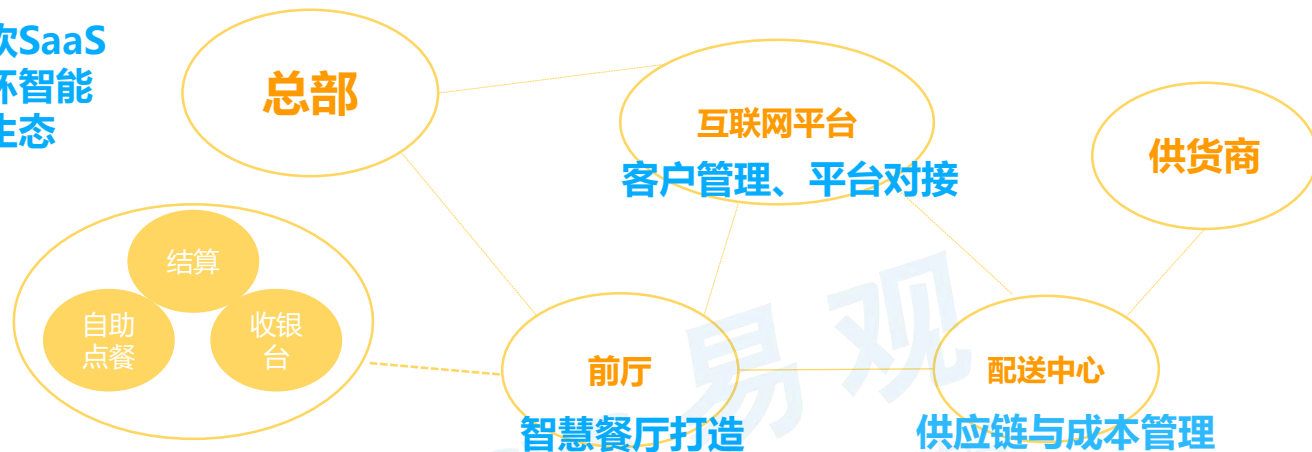 饮SaaS
环智能
生态
总部
互联网平台
客户管理、平台对接
供货商
结算
自助
点餐
收银
台
前厅
智慧餐厅打造
配送中心
供应链与成本管理
易观